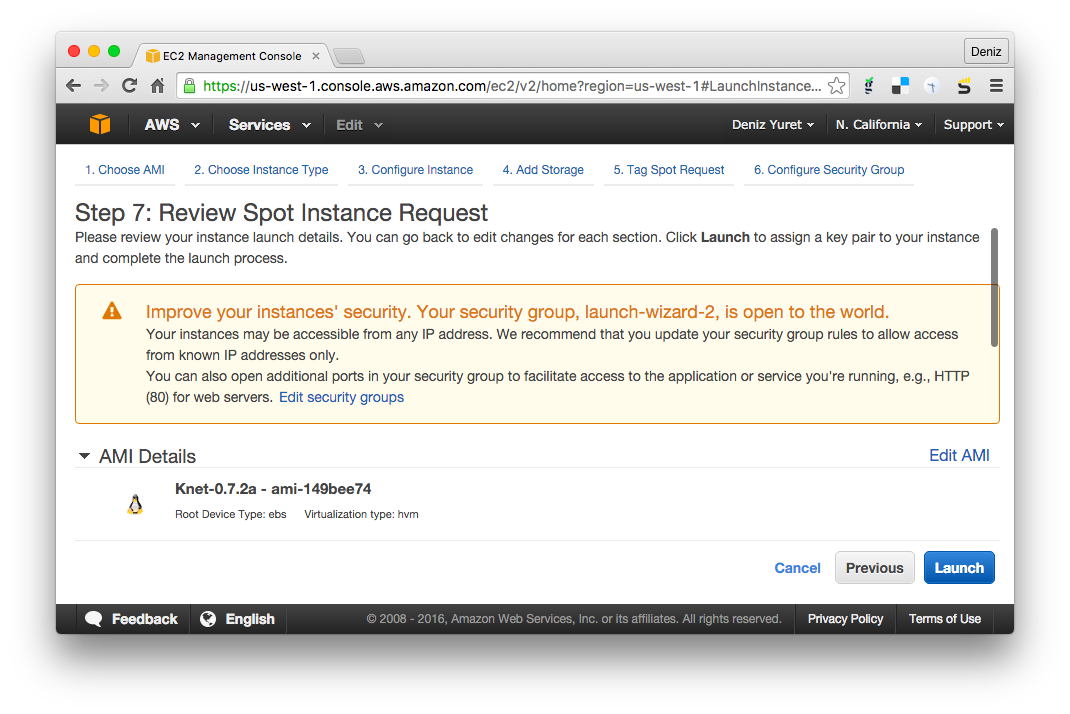 EC2 Management Console
Deniz
https://us-west-1.console.aws.amazon.com/ec2/v2/home?region=us-west-1#LaunchInstance...
AWS Services Edit Deniz Yuret N. California Support
1. Choose AMI 2. Choose Instance Type 3. Configure Instance 4. Add Storage 5. Tag Spot Request 6. Configure Security Group
Step 7: Review Spot Instance Request
Please review your instance launch details. You can go back to edit changes for each section. Click Launch to assign a key pair to your instance
and complete the launch process.
Improve your instances' security. Your security group, launch-wizard-2, is open to the world.
Your instances may be accessible from any IP address. We recommend that you update your security group rules to allow access
from known IP addresses only.
You can also open additional ports in your security group to facilitate access to the application or service you're running, e.g., HTTP
(80) for web servers. Edit security groups
AMI Details Edit AMI
Knet-0.7.2a - ami-149bee74
Root Device Type: ebs Virtualization type: hvm
Cancel Previous Launch
Feedback English © 2008 - 2016, Amazon Web Services, Inc. or its affiliates. All rights reserved. Privacy Policy Terms of Use